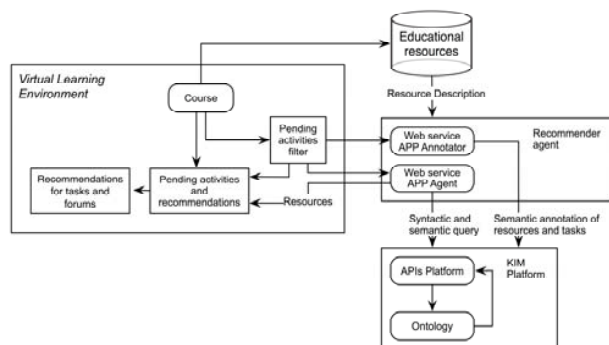 Educational
resources
Virtual Learning
Environment
Course
Resource Description
Pending
activities
filter
Web service
APP Annotator
Recommender
agent
Recommendations
for tasks and
forums
Pending activities
and
recommendations
Web service
APP Agent
Resources
Syntactic and
semantic query
Semantic annotation of
resources and tasks
APIs Platform
KIM
Platform
Ontology